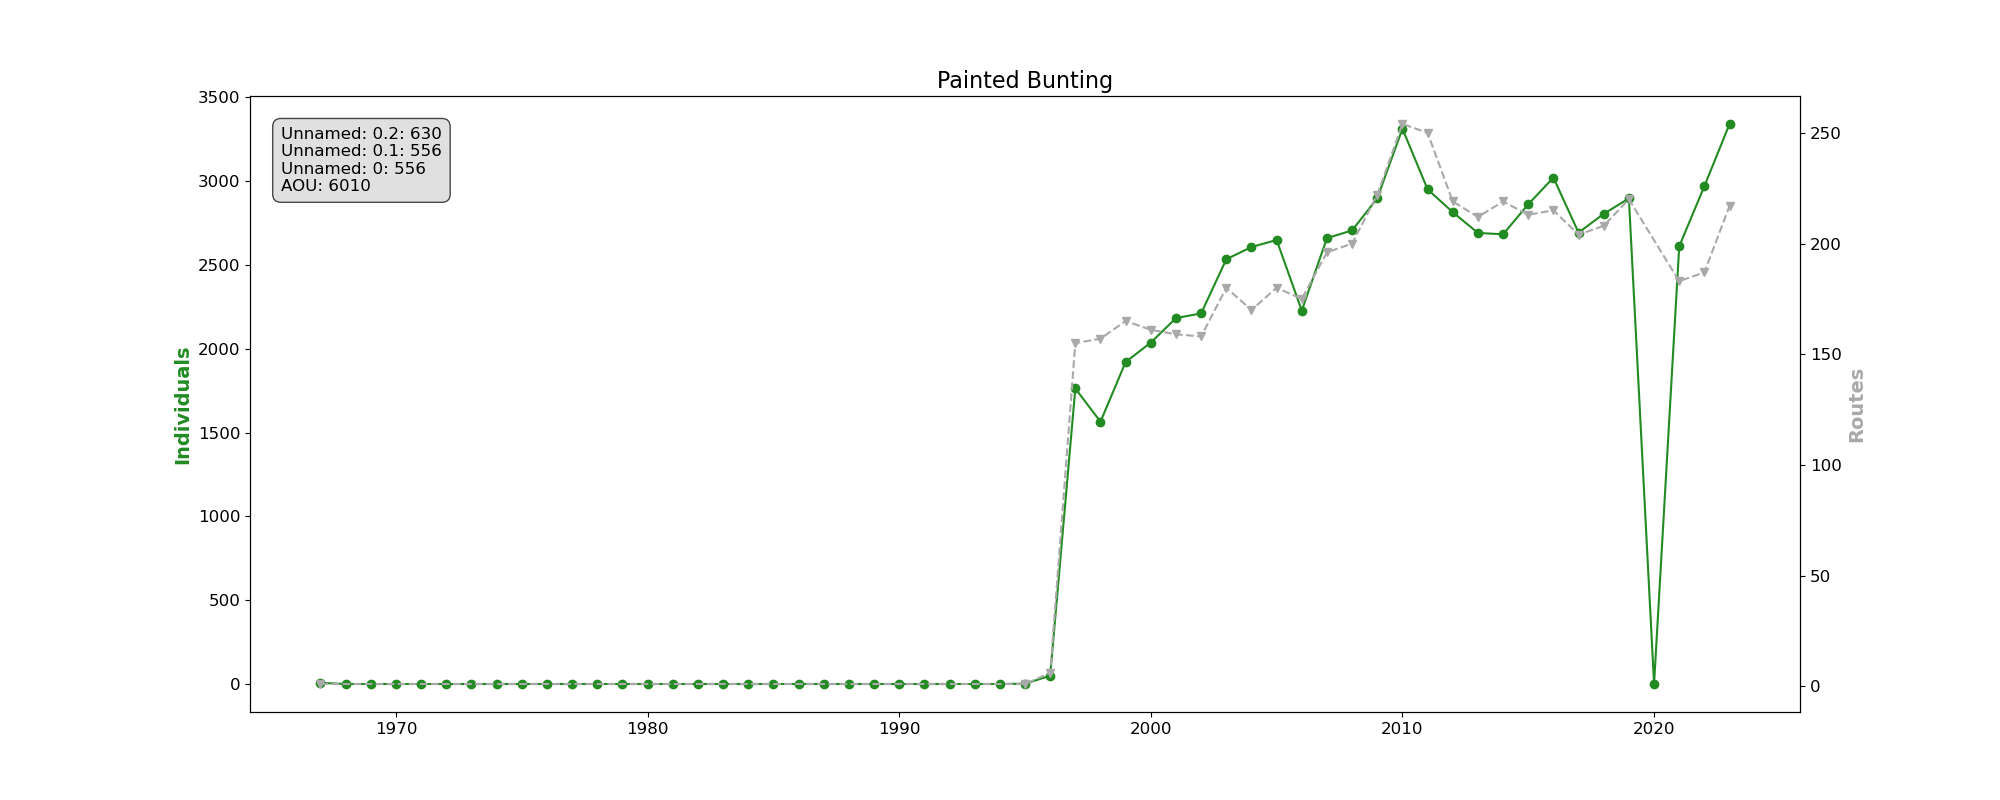 Painted Bunting
Unnamed: 0.2: 630
Unnamed: 0.1: 556
Unnamed: 0: 556
AOU: 6010
Individuals
3500
3000
2500
2000
1500
1000
500
0
1970
1980
1990
2000
2010
2020
250
200
150
100
50
0
Routes